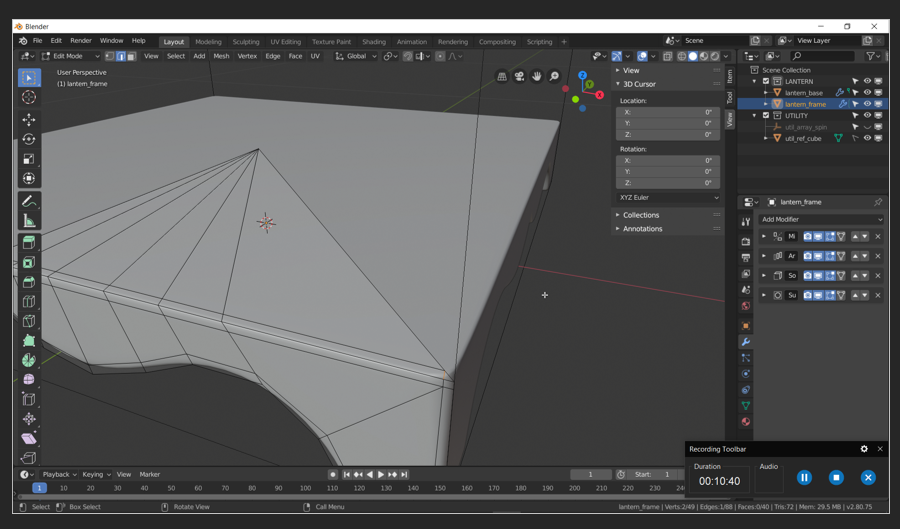 Blender
File Edit Render Window Help
Layout Modeling Sculpting UV Editing Texture Paint Shading Animation Rendering Compositing Scripting +
Scene
View Layer
Edit Mode
View Select Add Mesh Vertex Edge Face UV
Global
User Perspective
(1) lantern_frame
Z
Y
X
View
3D Cursor
Location:
X: 0"
Y: 0"
Z: 0"
Rotation:
X: 0°
Y: 0°
Z: 0°
XYZ Euler
Collections
Annotations
Item
Tool
View
Scene Collection
LANTERN
lantern_base
lantern_frame
UTILITY
util_array_spin
util_ref_cube
lantern_frame
Add Modifier
Mi
Ar
So
Su
Recording Toolbar
Duration
00:10:40
Audio
Playback Keying View Marker
1
Start: 1
1 10 20 30 40 50 60 70 80 90 100 110 120 130 140 150 160 170 180 190 200 210 220 230 24
Select Box Select Rotate View Call Menu
lantern_frame | Verts:2/49 | Edges:1/88 | Faces:0/40 | Tris:72 | Mem: 29.5 MB | v2.80.75